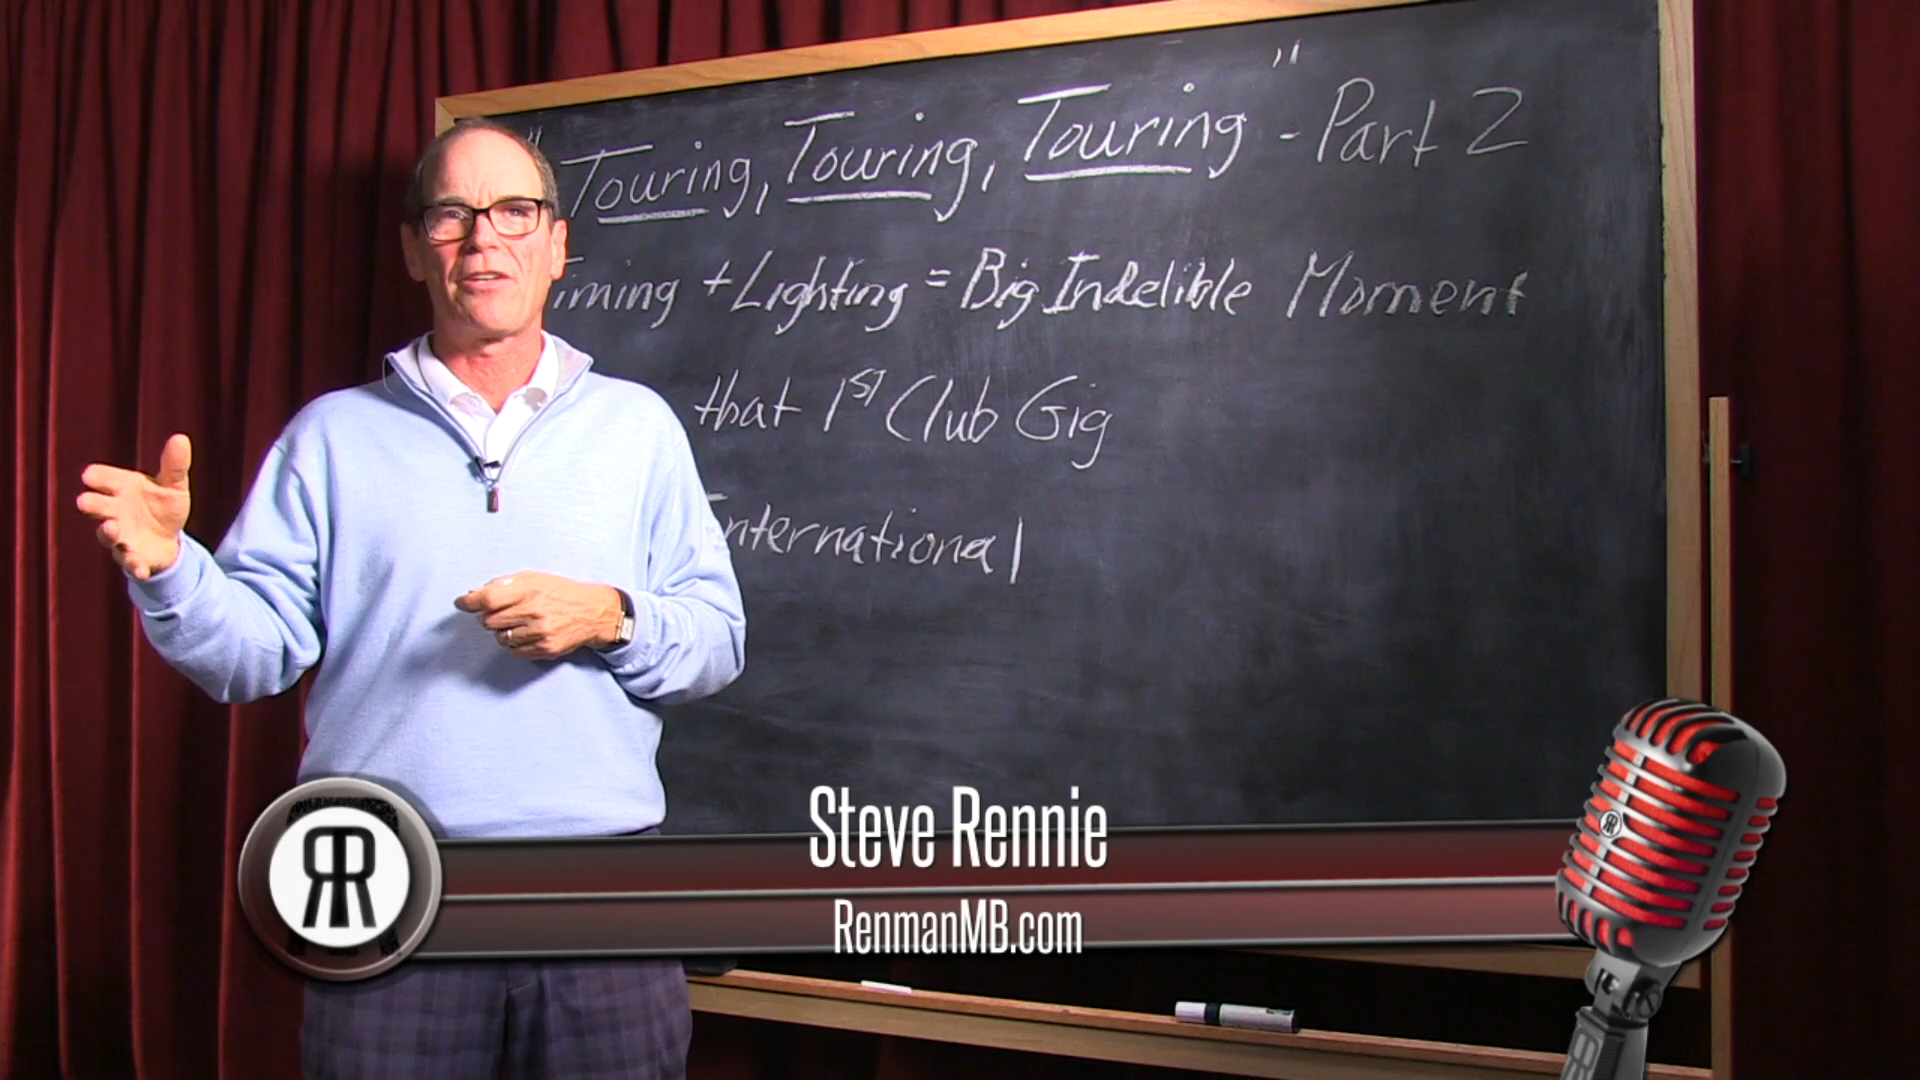 "Touring, Touring, Touring" - Part 2
Timing + Lighting = Big Indelible Moment
that 1st Club Gig
International
Steve Rennie
RenmanMB.com
RR